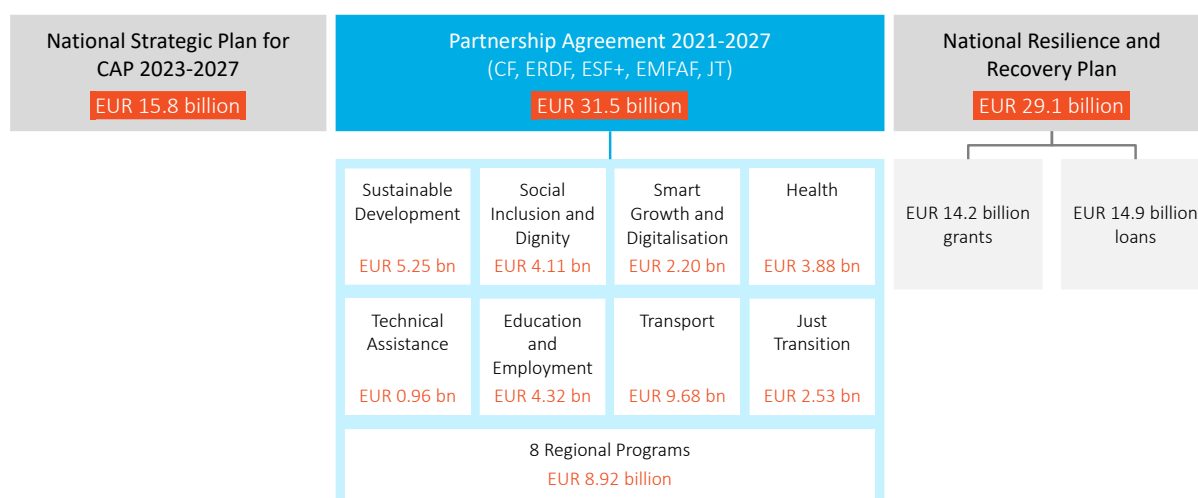 National Strategic Plan for
CAP 2023-2027
EUR 15.8 billion
Partnership Agreement 2021-2027
(CF, ERDF, ESF+, EMFAF, JT)
EUR 31.5 billion
National Resilience and
Recovery Plan
EUR 29.1 billion
Sustainable
Development
EUR 5.25 bn
Social
Inclusion and
Dignity
EUR 4.11 bn
Smart
Growth and
Digitalisation
EUR 2.20 bn
Health
EUR 3.88 bn
EUR 14.2 billion
grants
EUR 14.9 billion
loans
Technical
Assistance
EUR 0.96 bn
Education
and
Employment
EUR 4.32 bn
Transport
EUR 9.68 bn
Just
Transition
EUR 2.53 bn
8 Regional Programs
EUR 8.92 billion